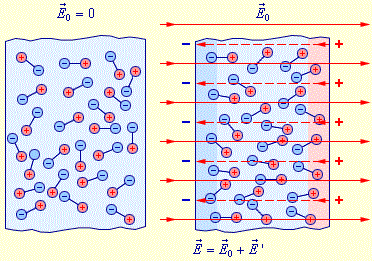 E⃗₀ = 0
E⃗₀
E⃗ = E⃗₀ + E⃗ '